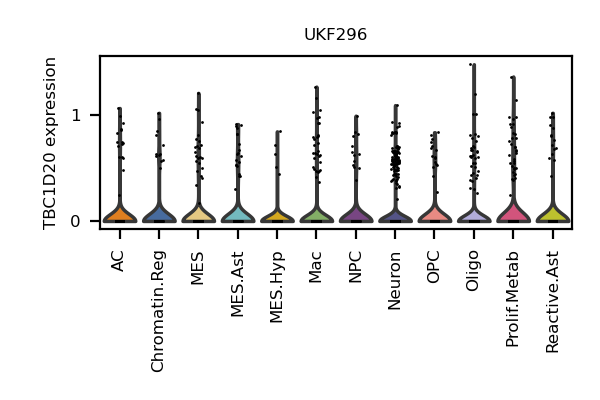 UKF296
TBC1D20 expression
1
0
AC
Chromatin.Reg
MES
MES.Ast
MES.Hyp
Mac
NPC
Neuron
OPC
Oligo
Prolif.Metab
Reactive.Ast